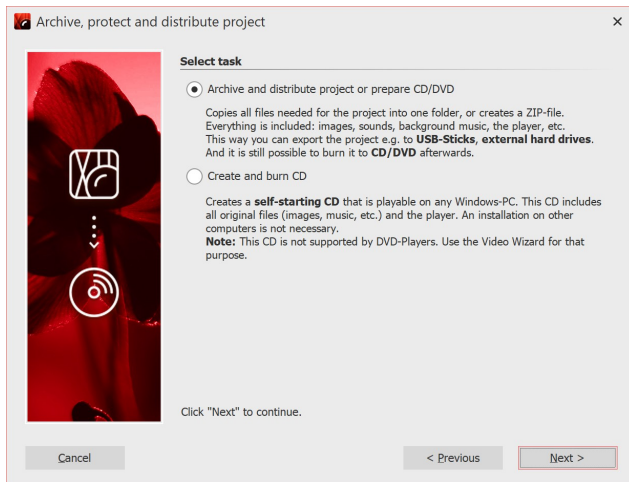 Archive, protect and distribute project
Select task
Archive and distribute project or prepare CD/DVD
Copies all files needed for the project into one folder, or creates a ZIP-file.
Everything is included: images, sounds, background music, the player, etc.
This way you can export the project e.g. to USB-Sticks, external hard drives.
And it is still possible to burn it to CD/DVD afterwards.
Create and burn CD
Creates a self-starting CD that is playable on any Windows-PC. This CD includes
all original files (images, music, etc.) and the player. An installation on other
computers is not necessary.
Note: This CD is not supported by DVD-Players. Use the Video Wizard for that
purpose.
Click "Next" to continue.
Cancel
< Previous
Next >